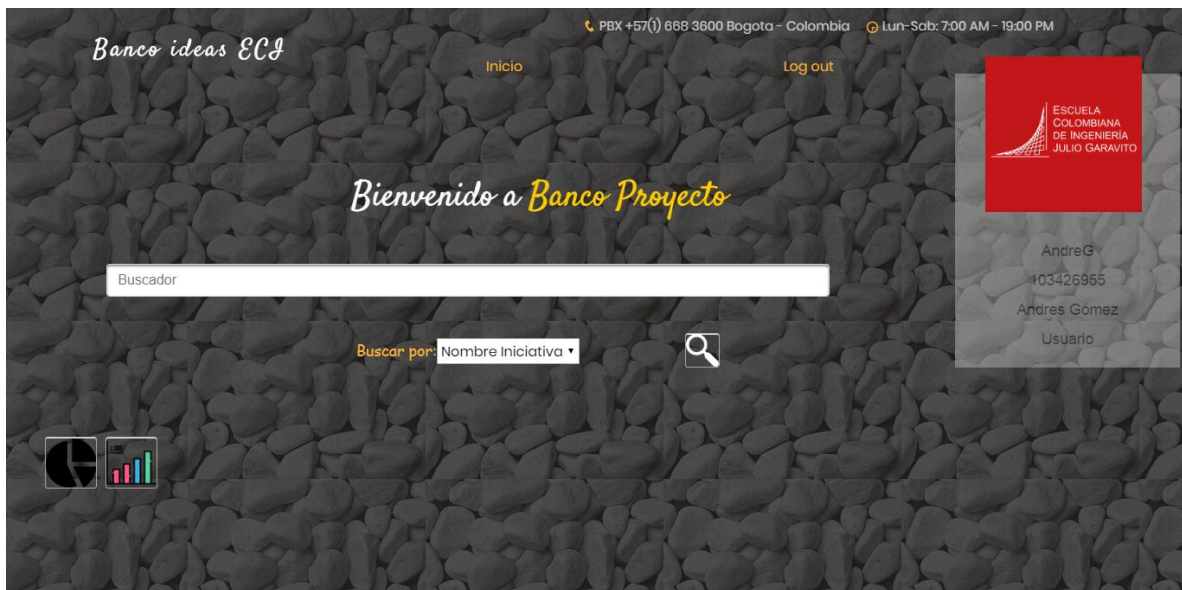 PBX +57(1) 668 3600 Bogota - Colombia Lun-Sab: 7:00 AM - 19:00 PM
Banco ideas ECI
Inicio Log out
ESCUELA
COLOMBIANA
DE INGENIERÍA
JULIO GARAVITO
Bienvenido a Banco Proyecto
AndreG
Buscador
103426955
Andres Gómez
Usuario
Buscar por: Nombre Iniciativa